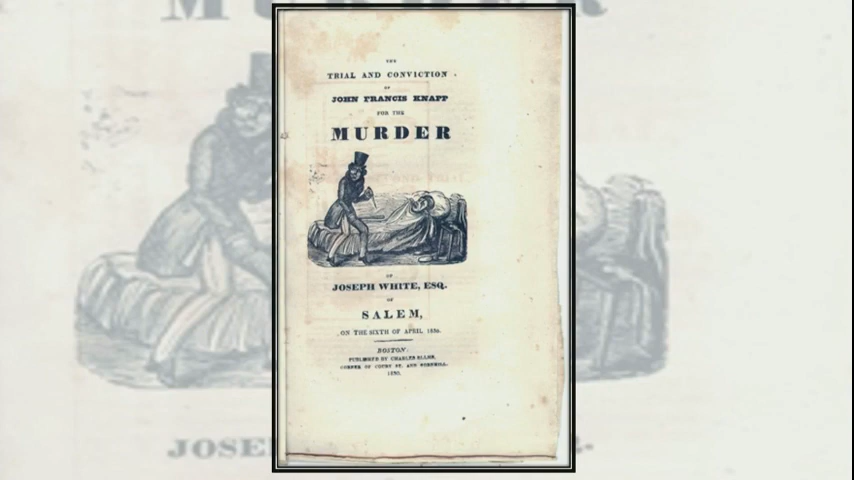 THE
TRIAL AND CONVICTION
OF
JOHN FRANCIS KNAPP
FOR THE
MURDER
OF
JOSEPH WHITE, ESQ.
OF
SALEM,
ON THE SIXTH OF APRIL, 1830.
BOSTON:
PUBLISHED BY CHARLES ELLMS,
CORNER OF COURT ST. AND CORNHILL.
1830.